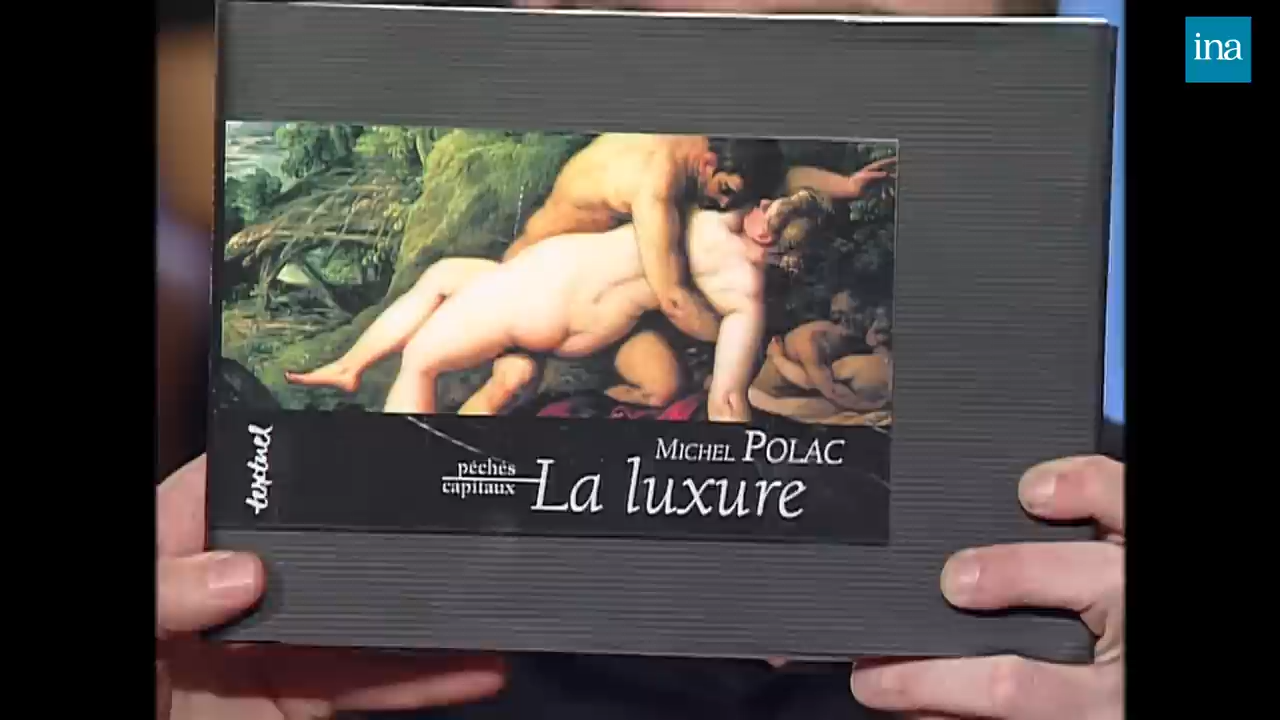 ina
MICHEL POLAC
péchés
capitaux
La luxure
textuel